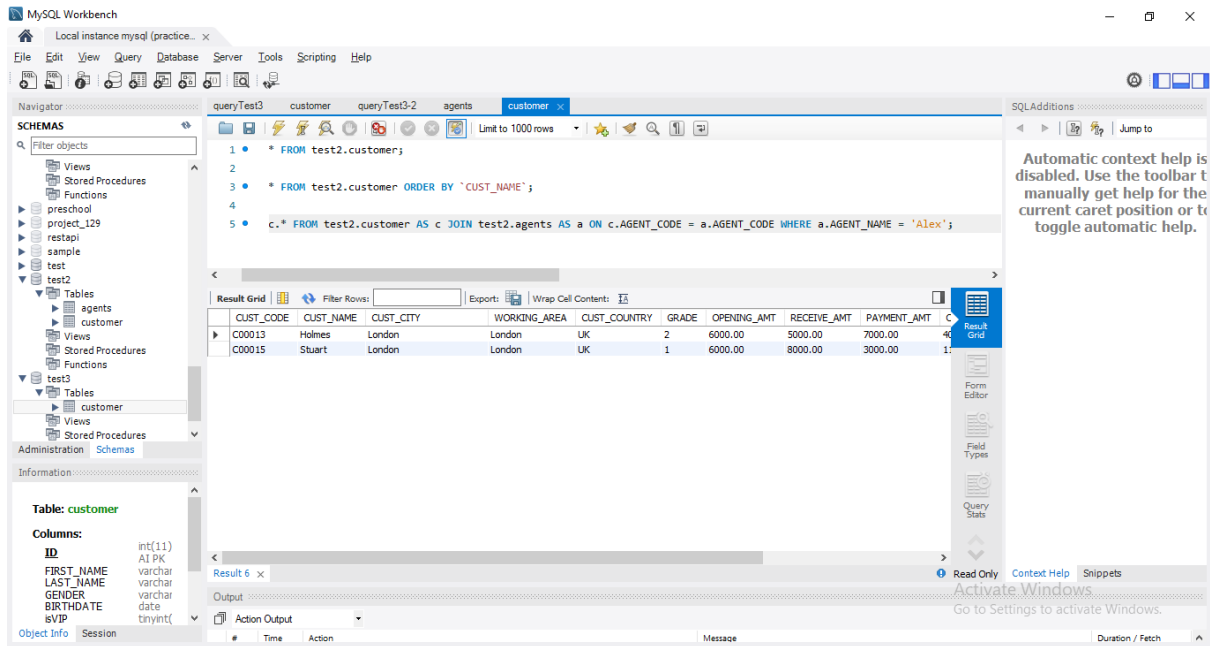 MySQL Workbench
Local instance mysql (practice... ×
File Edit View Query Database Server Tools Scripting Help
Navigator
SCHEMAS
Filter objects
Views
Stored Procedures
Functions
preschool
project_129
restapi
sample
test
test2
Tables
agents
customer
Views
Stored Procedures
Functions
test3
Tables
customer
Views
Stored Procedures
Administration Schemas
Information
Table: customer
Columns:
ID int(11) AI PK
FIRST_NAME varchar
LAST_NAME varchar
GENDER varchar
BIRTHDATE date
isVIP tinyint(
Object Info Session
queryTest3 customer queryTest3-2 agents customer ×
Limit to 1000 rows
1 * FROM test2.customer;
2
3 * FROM test2.customer ORDER BY `CUST_NAME`;
4
5 c.* FROM test2.customer AS c JOIN test2.agents AS a ON c.AGENT_CODE = a.AGENT_CODE WHERE a.AGENT_NAME = 'Alex';
Result Grid Filter Rows: Export: Wrap Cell Content:
CUST_CODE CUST_NAME CUST_CITY WORKING_AREA CUST_COUNTRY GRADE OPENING_AMT RECEIVE_AMT PAYMENT_AMT
C00013 Holmes London London UK 2 6000.00 5000.00 7000.00
C00015 Stuart London London UK 1 6000.00 8000.00 3000.00
Result Grid
Form Editor
Field Types
Query Stats
Result 6 ×
Read Only
Output
Action Output
# Time Action Message Duration / Fetch
SQLAdditions
Jump to
Automatic context help is
disabled. Use the toolbar t
manually get help for the
current caret position or to
toggle automatic help.
Context Help Snippets
Activate Windows
Go to Settings to activate Windows.